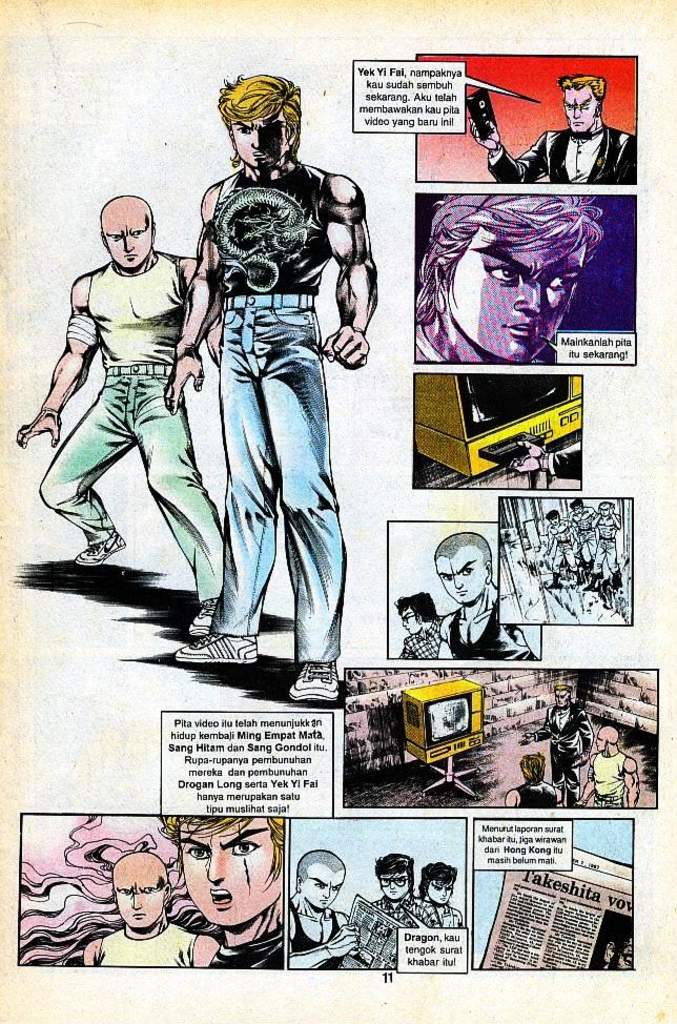 Yek Yi Fai, nampaknya
kau sudah sembuh
sekarang. Aku telah
membawakan kau pita
video yang baru ini!
Mainkanlah pita
itu sekarang!
Pita video itu telah menunjukkan
hidup kembali Ming Empat Mata,
Sang Hitam dan Sang Gondol itu.
Rupa-rupanya pembunuhan
mereka dan pembunuhan
Drogan Long serta Yek Yi Fai
hanya merupakan satu
tipu muslihat saja!
Dragon, kau
tengok surat
khabar itu!
Menurut laporan surat
khabar itu, tiga wirawan
dari Hong Kong itu
masih belum mati.
Takeshita vov
11